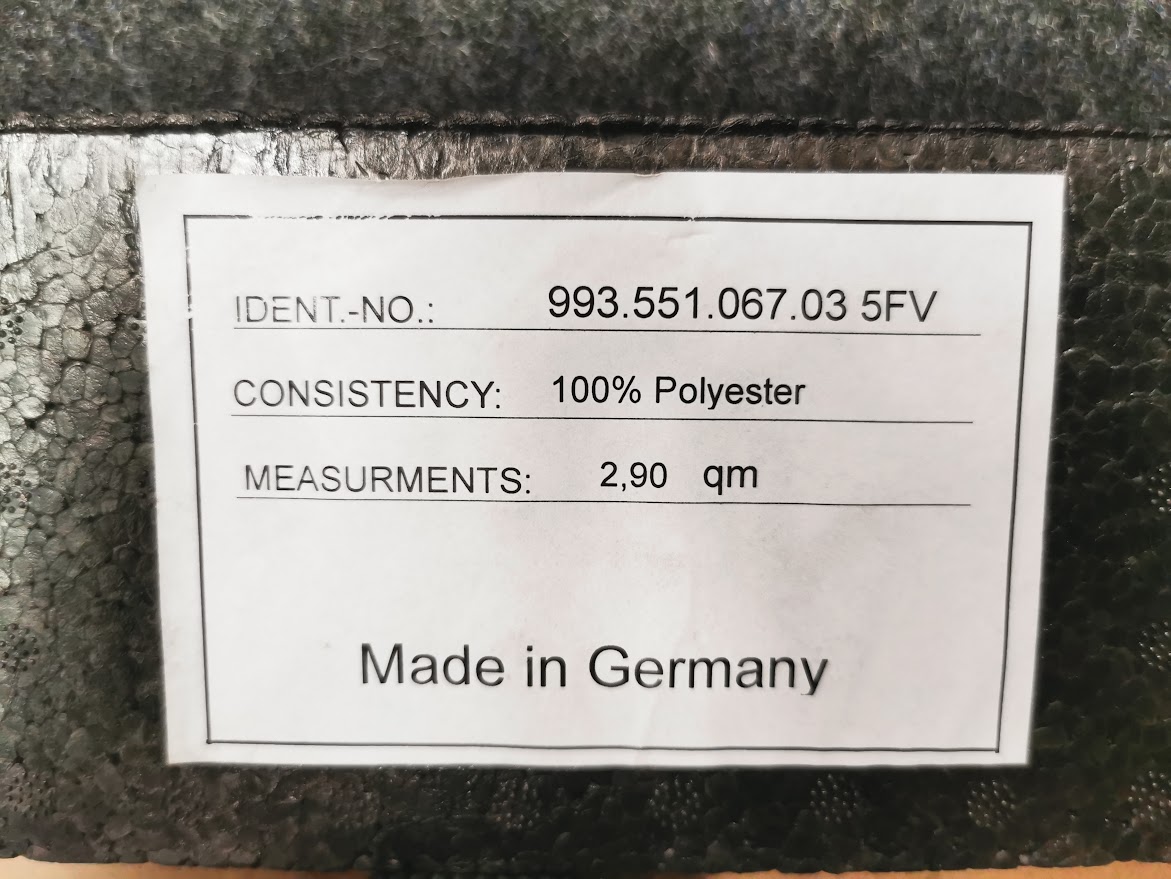 IDENT.-NO.: 993.551.067.03 5FV
CONSISTENCY: 100% Polyester
MEASURMENTS: 2,90 qm
Made in Germany